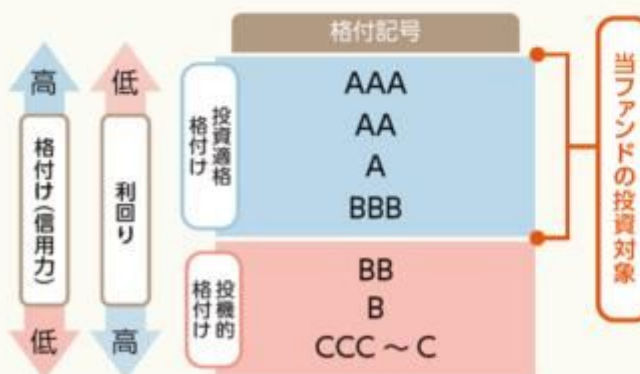 格付記号
高
格付け(信用力)
低
低
利回り
高
投資適格
格付け
AAA
AA
A
BBB
投機的
格付け
BB
B
CCC ～ C
当ファンドの投資対象